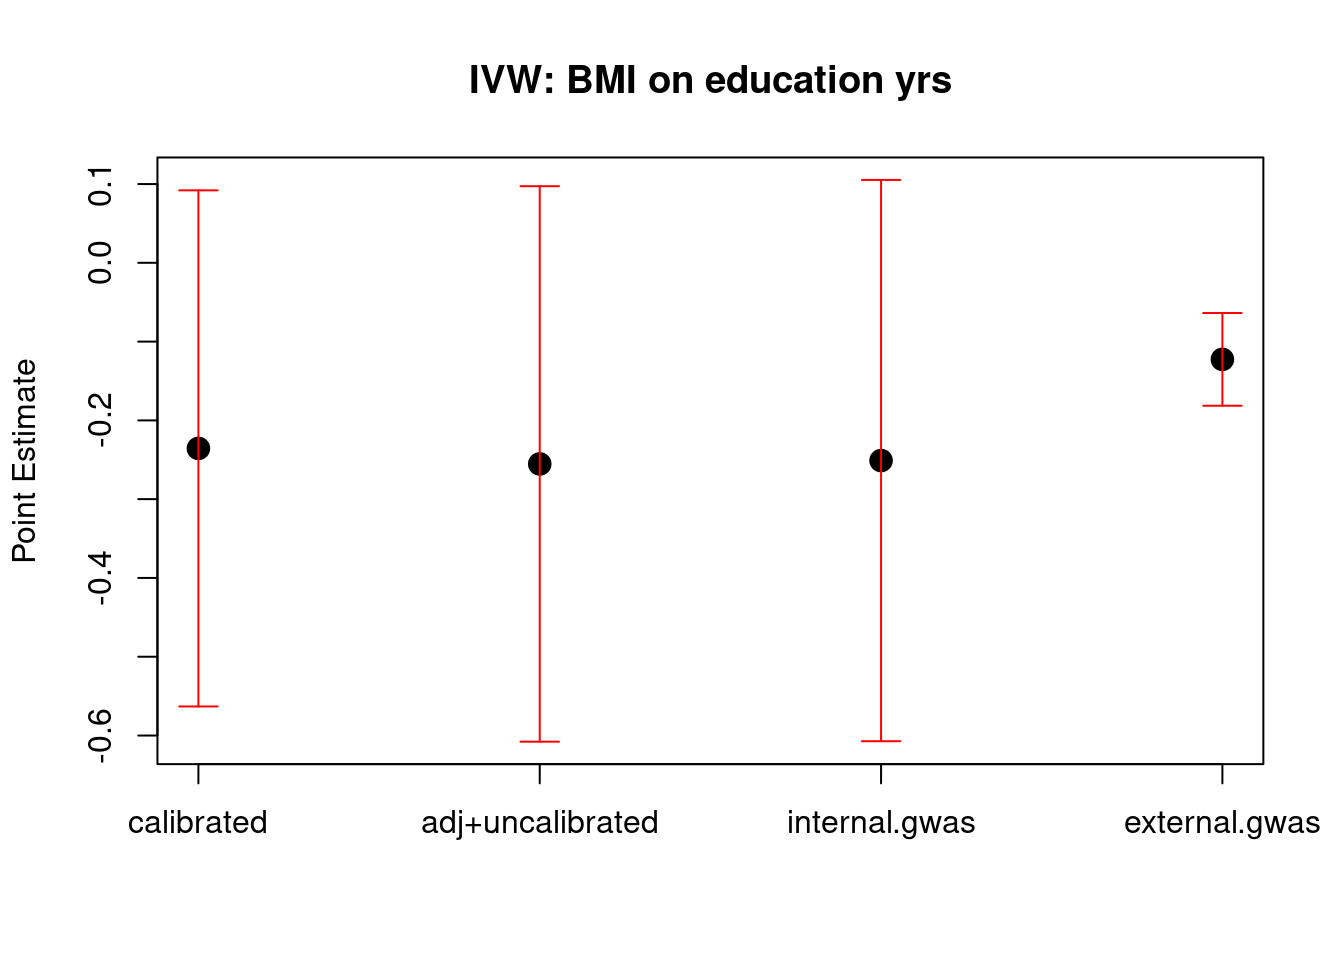 IVW: BMI on education yrs
Point Estimate
0.1
0.0
-0.2
-0.4
-0.6
calibrated
adj+uncalibrated
internal.gwas
external.gwas